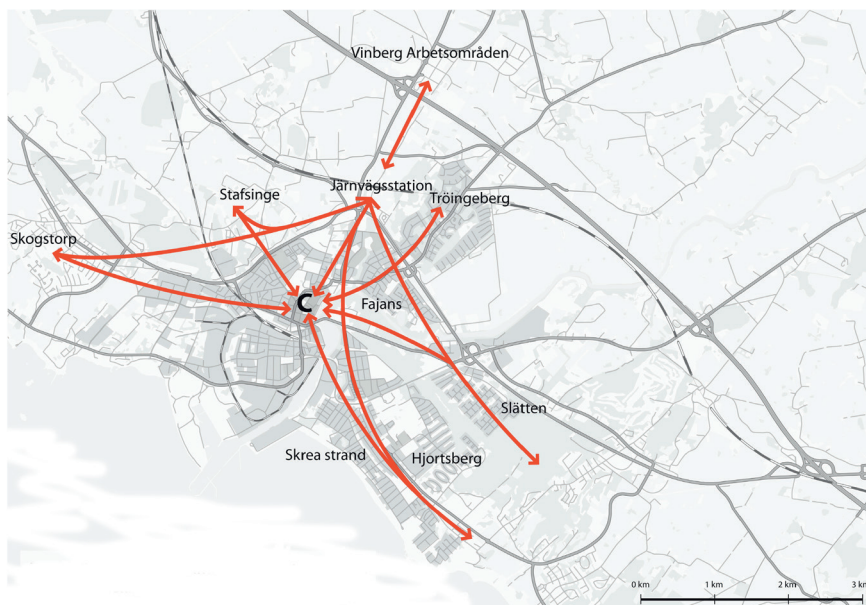 Vinberg Arbetsområden
Stafsinge
Järnvägsstation
Tröingeberg
Skogstorp
C
Fajans
Slätten
Skrea strand
Hjortsberg
0 km
1 km
2 km
3 km